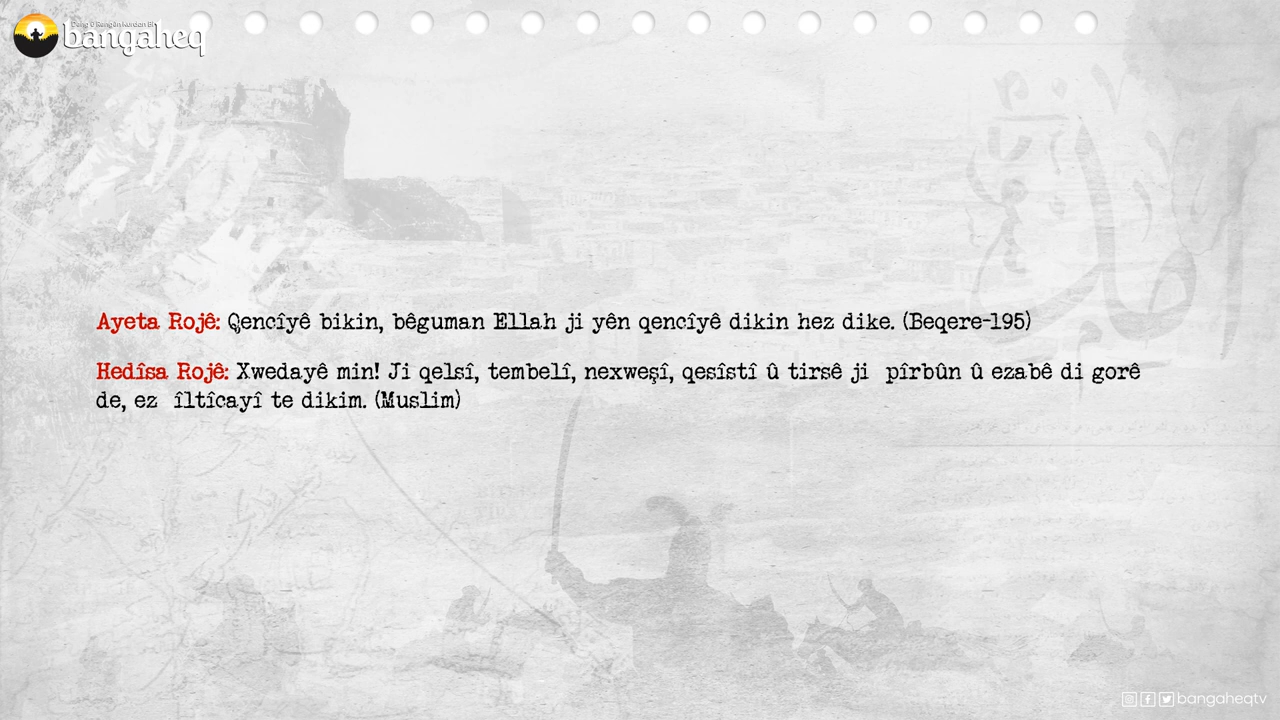 bangaheq
Ayeta Rojê: Qencîyê bikin, bêguman Ellah ji yên qencîyê dikin hez dike. (Beqere-195)
Hedîsa Rojê: Xwedayê min! Ji qelsî, tembelî, nexweşî, qesîstî û tirsê ji pîrbûn û ezabê di gorê
de, ez îltîcayî te dikim. (Muslim)
bangaheqtv